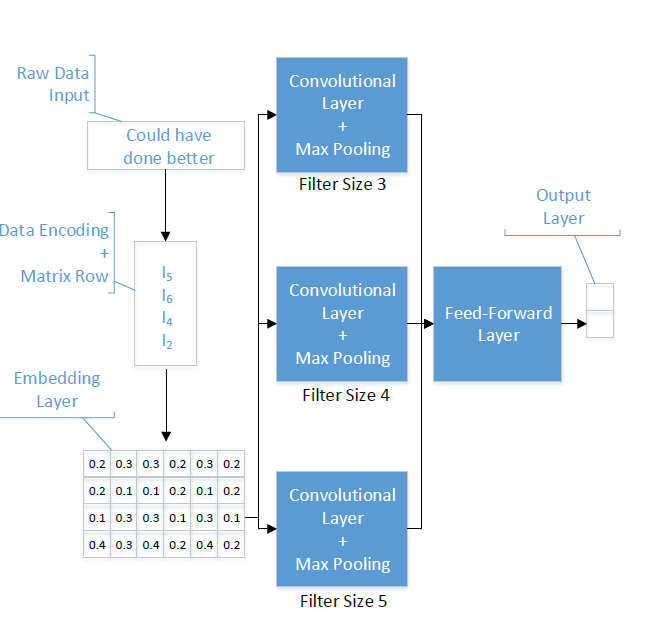 Raw Data
Input
Could have
done better
Data Encoding
+
Matrix Row
I5
I6
I4
I2
Embedding
Layer
0.2 0.3 0.3 0.2 0.3 0.2
0.2 0.1 0.1 0.2 0.1 0.2
0.1 0.3 0.3 0.1 0.3 0.1
0.4 0.3 0.4 0.2 0.4 0.2
Convolutional
Layer
+
Max Pooling
Filter Size 3
Convolutional
Layer
+
Max Pooling
Filter Size 4
Convolutional
Layer
+
Max Pooling
Filter Size 5
Feed-Forward
Layer
Output
Layer